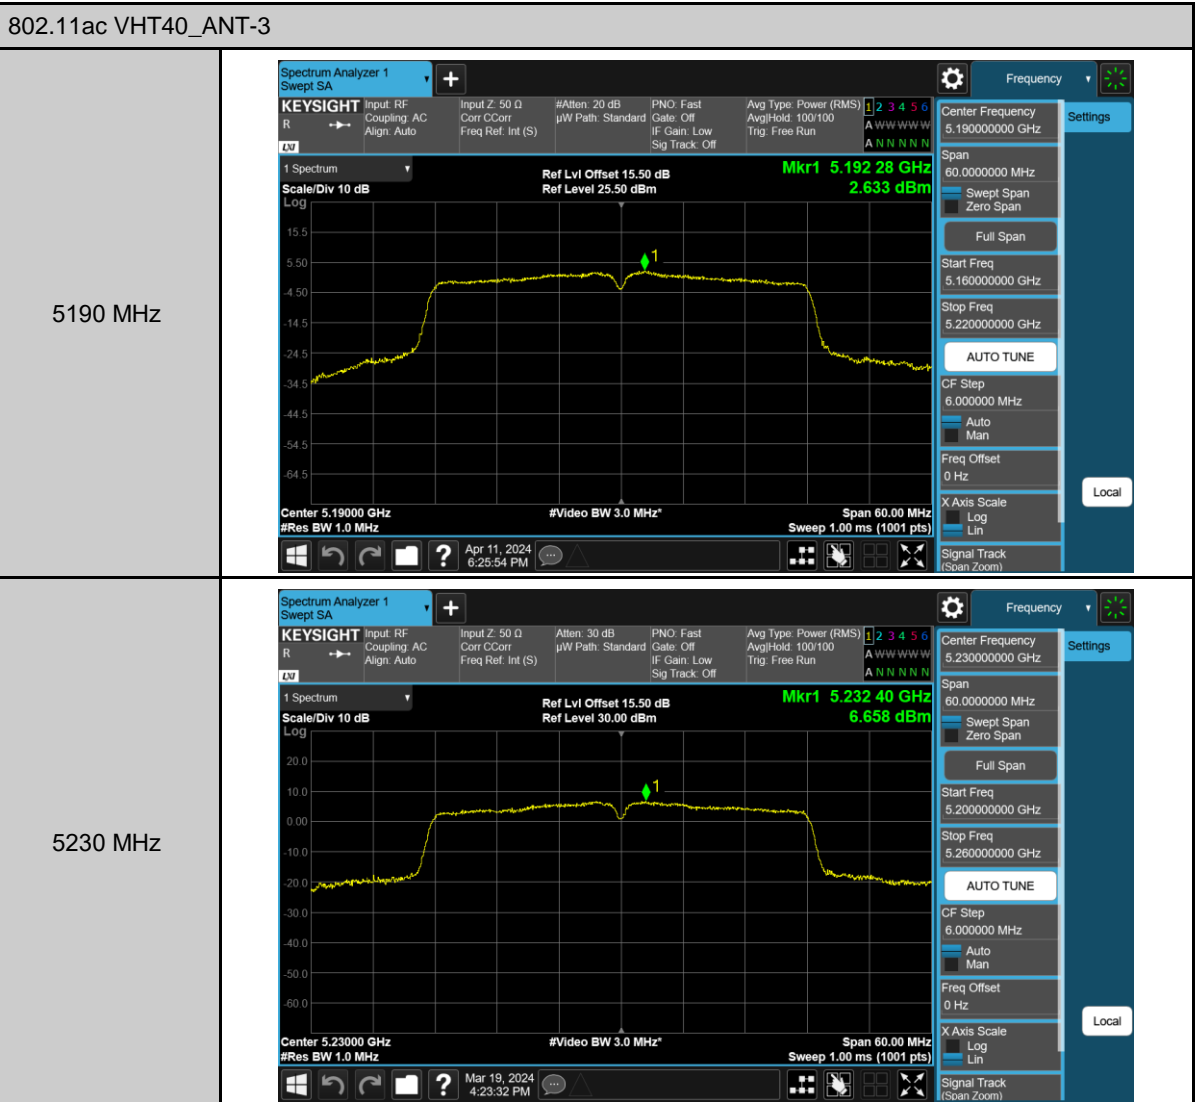 802.11ac VHT40_ANT-3
5190 MHz
Spectrum Analyzer 1
Swept SA
Frequency
KEYSIGHT
R
LXI
Input: RF
Coupling: AC
Align: Auto
Input Z: 50 Ω
Corr CCorr
Freq Ref: Int (S)
#Atten: 20 dB
µW Path: Standard
PNO: Fast
Gate: Off
IF Gain: Low
Sig Track: Off
Avg Type: Power (RMS)
Avg|Hold: 100/100
Trig: Free Run
1 2 3 4 5 6
A W W W W W
A N N N N N
1 Spectrum
Scale/Div 10 dB
Log
Ref Lvl Offset 15.50 dB
Ref Level 25.50 dBm
Mkr1 5.192 28 GHz
2.633 dBm
15.5
5.50
-4.50
-14.5
-24.5
-34.5
-44.5
-54.5
-64.5
1
Center 5.19000 GHz
#Res BW 1.0 MHz
#Video BW 3.0 MHz*
Span 60.00 MHz
Sweep 1.00 ms (1001 pts)
Center Frequency
5.190000000 GHz
Settings
Span
60.0000000 MHz
Swept Span
Zero Span
Full Span
Start Freq
5.160000000 GHz
Stop Freq
5.220000000 GHz
AUTO TUNE
CF Step
6.000000 MHz
Auto
Man
Freq Offset
0 Hz
X Axis Scale
Log
Lin
Signal Track
(Span Zoom)
Local
?
Apr 11, 2024
6:25:54 PM
5230 MHz
Spectrum Analyzer 1
Swept SA
Frequency
KEYSIGHT
R
LXI
Input: RF
Coupling: AC
Align: Auto
Input Z: 50 Ω
Corr CCorr
Freq Ref: Int (S)
Atten: 30 dB
µW Path: Standard
PNO: Fast
Gate: Off
IF Gain: Low
Sig Track: Off
Avg Type: Power (RMS)
Avg|Hold: 100/100
Trig: Free Run
1 2 3 4 5 6
A W W W W W
A N N N N N
1 Spectrum
Scale/Div 10 dB
Log
Ref Lvl Offset 15.50 dB
Ref Level 30.00 dBm
Mkr1 5.232 40 GHz
6.658 dBm
20.0
10.0
0.00
-10.0
-20.0
-30.0
-40.0
-50.0
-60.0
1
Center 5.23000 GHz
#Res BW 1.0 MHz
#Video BW 3.0 MHz*
Span 60.00 MHz
Sweep 1.00 ms (1001 pts)
Center Frequency
5.230000000 GHz
Settings
Span
60.0000000 MHz
Swept Span
Zero Span
Full Span
Start Freq
5.200000000 GHz
Stop Freq
5.260000000 GHz
AUTO TUNE
CF Step
6.000000 MHz
Auto
Man
Freq Offset
0 Hz
X Axis Scale
Log
Lin
Signal Track
(Span Zoom)
Local
?
Mar 19, 2024
4:23:32 PM